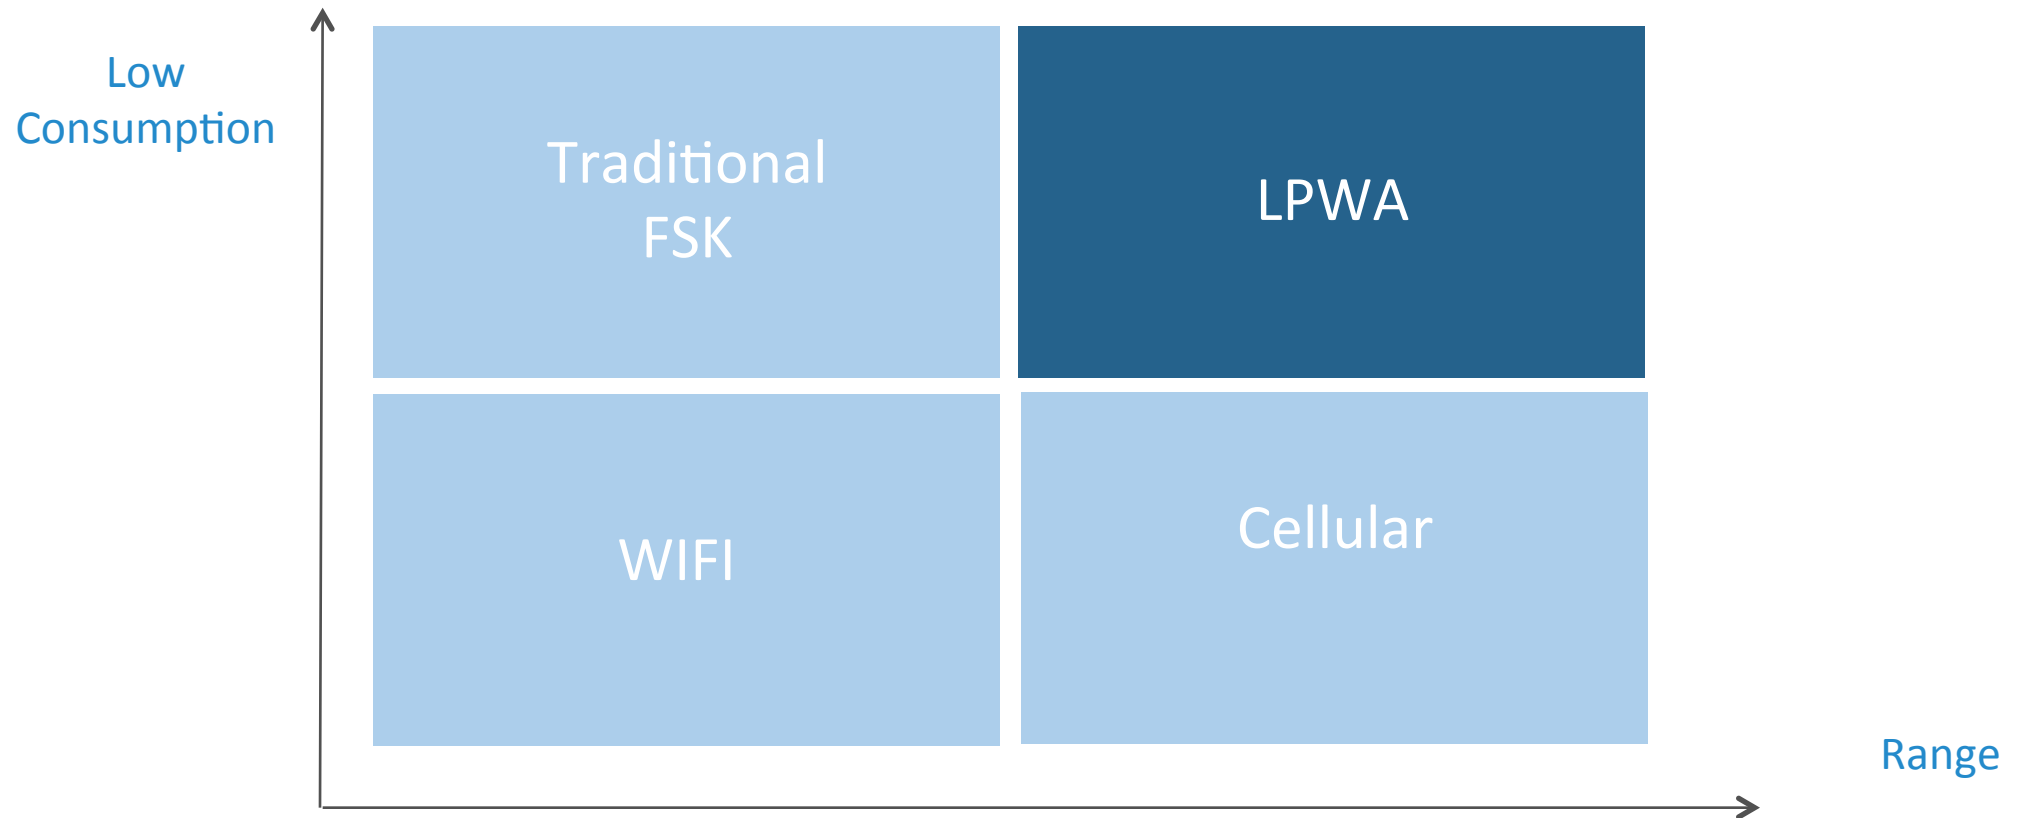 Low
Consumption
Traditional
FSK
LPWA
WIFI
Cellular
Range